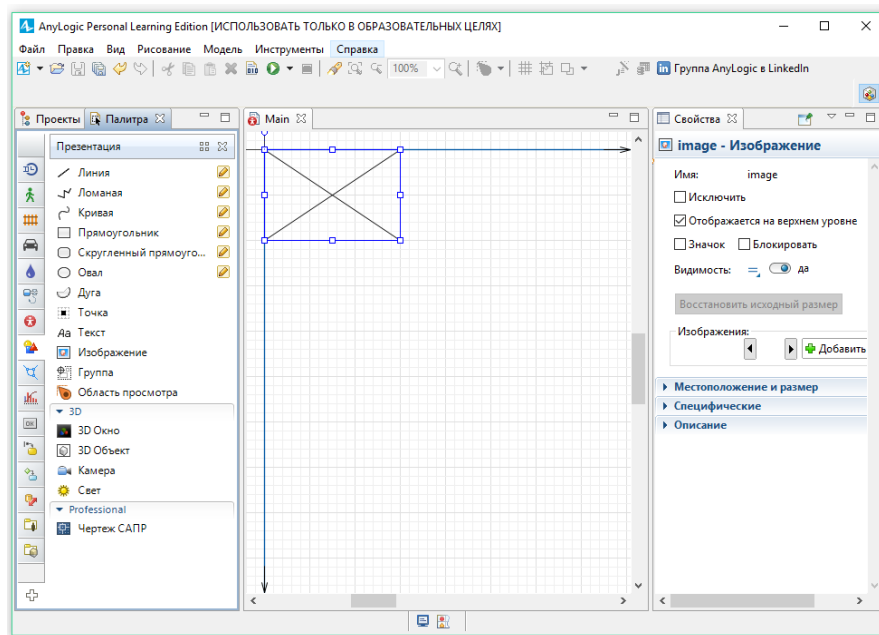 AnyLogic Personal Learning Edition [ИСПОЛЬЗОВАТЬ ТОЛЬКО В ОБРАЗОВАТЕЛЬНЫХ ЦЕЛЯХ]
Файл Правка Вид Рисование Модель Инструменты Справка
100% Группа AnyLogic в LinkedIn
Проекты Палитра
Презентация
Линия
Ломаная
Кривая
Прямоугольник
Скругленный прямоуго...
Овал
Дуга
Точка
Aa Текст
Изображение
Группа
Область просмотра
3D
3D Окно
3D Объект
Камера
Свет
Professional
Чертеж САПР
Main
Свойства
image - Изображение
Имя: image
Исключить
Отображается на верхнем уровне
Значок Блокировать
Видимость: = да
Восстановить исходный размер
Изображения:
Добавить
Местоположение и размер
Специфические
Описание